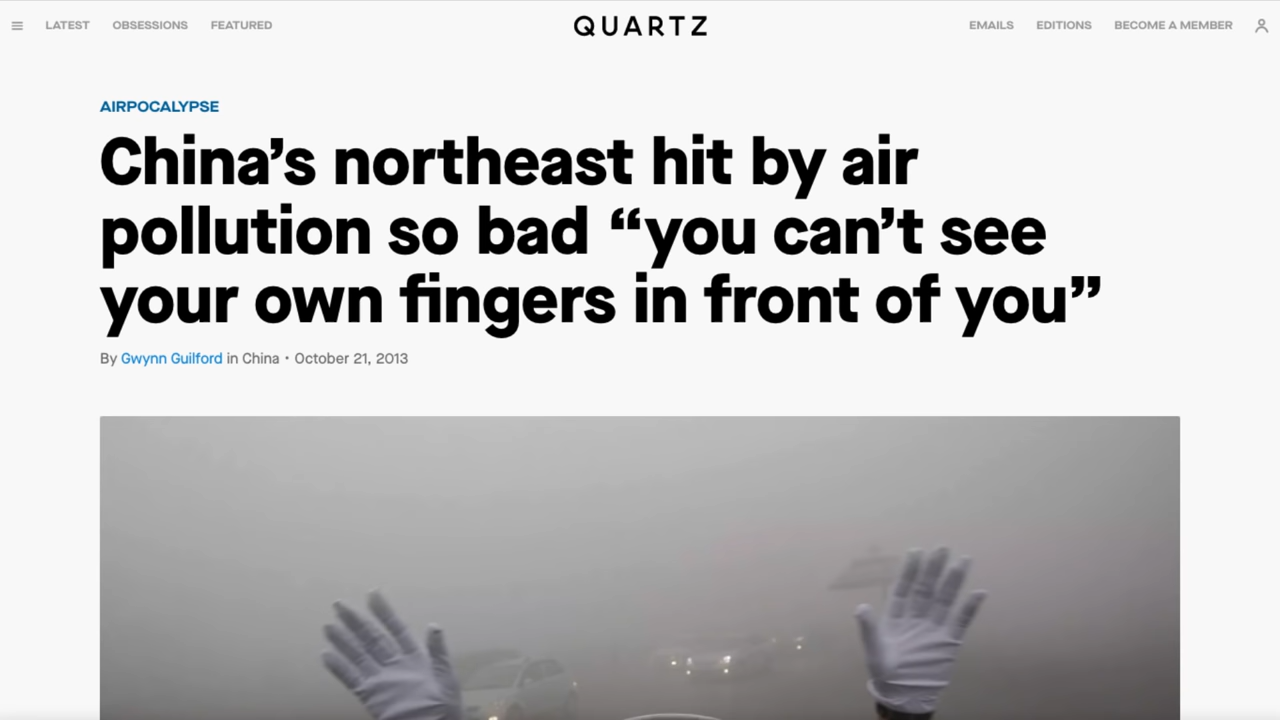 LATEST OBSESSIONS FEATURED QUARTZ EMAILS EDITIONS BECOME A MEMBER
AIRPOCALYPSE
China’s northeast hit by air
pollution so bad “you can’t see
your own fingers in front of you”
By Gwynn Guilford in China • October 21, 2013